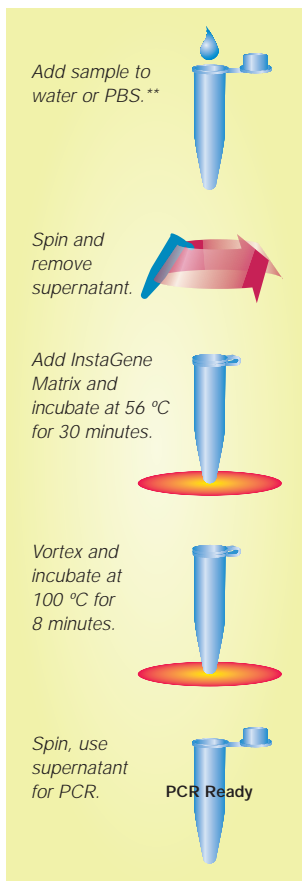 Add sample to
water or PBS.**
Spin and
remove
supernatant.
Add InstaGene
Matrix and
incubate at 56 ºC
for 30 minutes.
Vortex and
incubate at
100 ºC for
8 minutes.
Spin, use
supernatant
for PCR.
PCR Ready